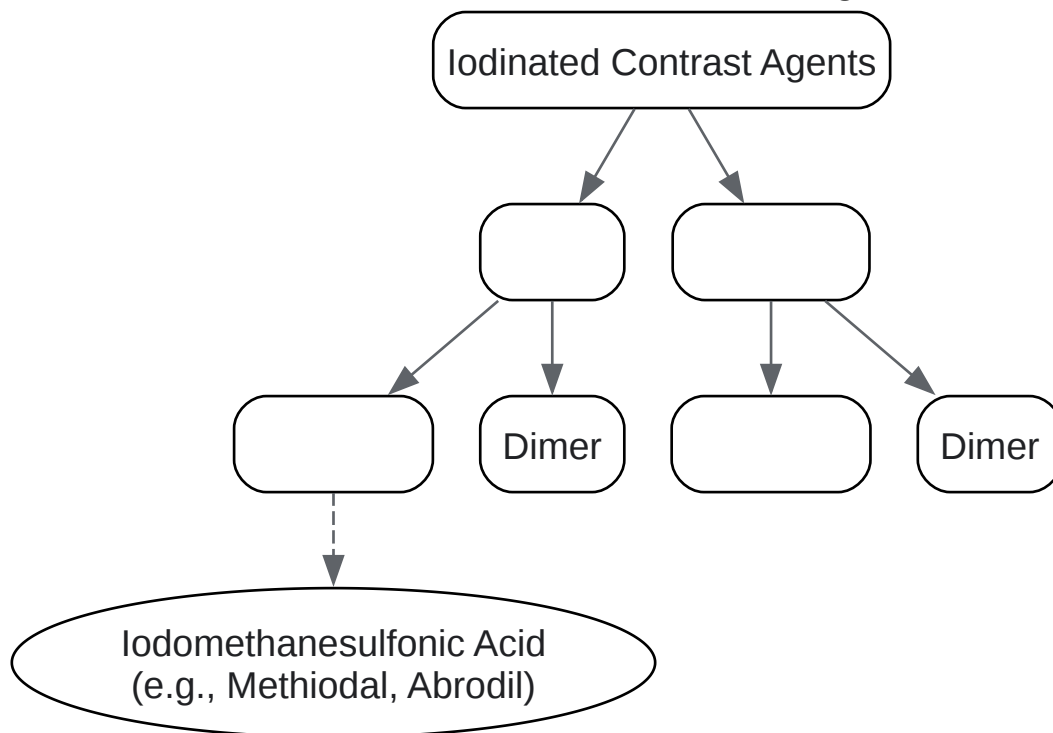 Iodinated Contrast Agents
Dimer
Dimer
Iodomethanesulfonic Acid
(e.g., Methiodal, Abrodil)